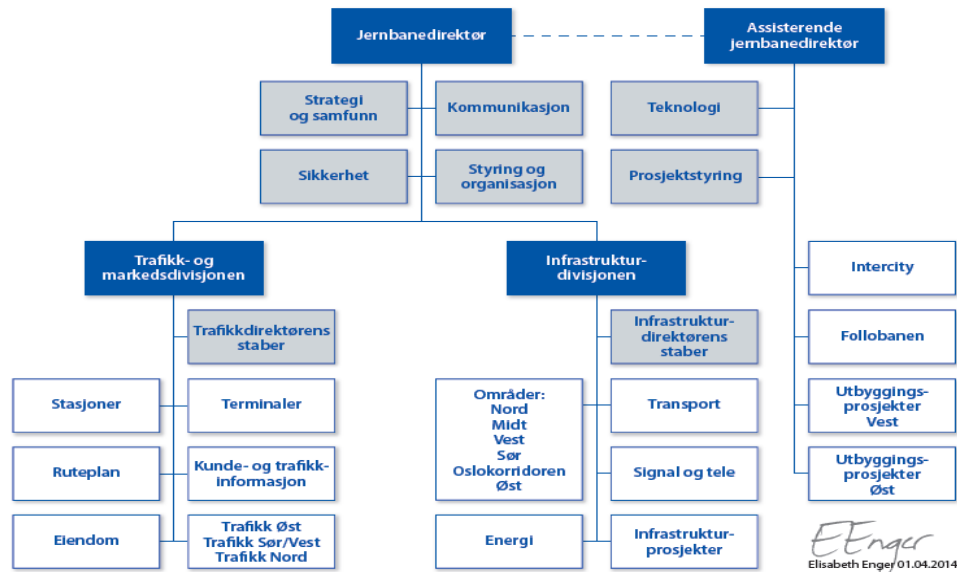 Jernbanedirektør
Assisterende
jernbanedirektør
Strategi
og samfunn
Kommunikasjon
Teknologi
Sikkerhet
Styring og
organisasjon
Prosjektstyring
Trafikk- og
markedsdivisjonen
Infrastruktur-
divisjonen
Intercity
Trafikkdirektørens
staber
Infrastruktur-
direktørens
staber
Follobanen
Stasjoner
Terminaler
Områder:
Nord
Midt
Vest
Sør
Oslokorridoren
Øst
Transport
Utbyggings-
prosjekter
Vest
Ruteplan
Kunde- og trafikk-
informasjon
Signal og tele
Utbyggings-
prosjekter
Øst
Eiendom
Trafikk Øst
Trafikk Sør/Vest
Trafikk Nord
Energi
Infrastruktur-
prosjekter
EEnger
Elisabeth Enger 01.04.2014